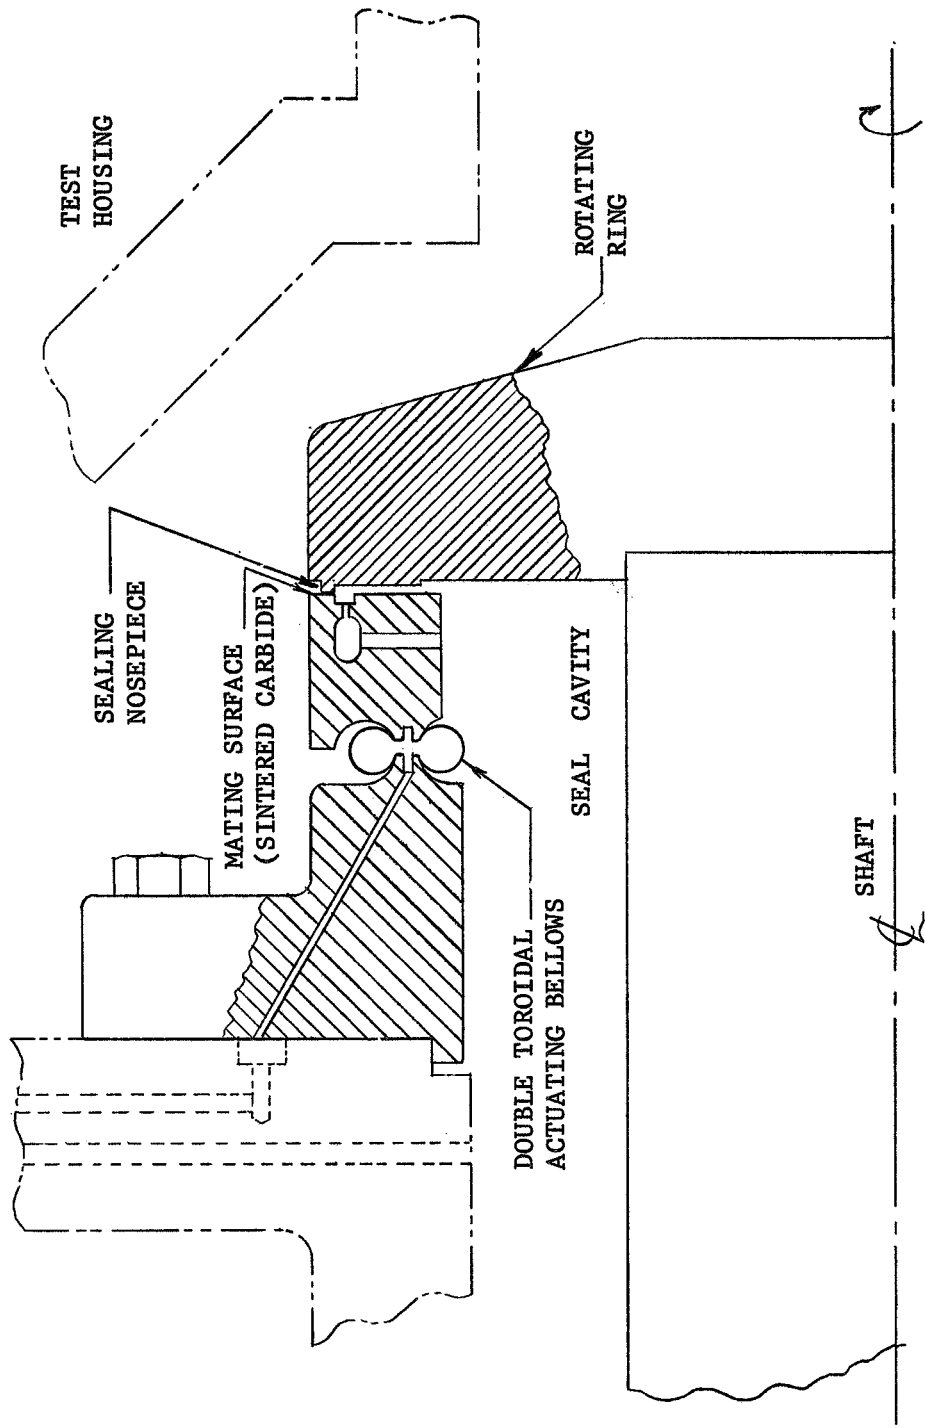 TEST
HOUSING
ROTATING
RING
SEALING
NOSEPIECE
MATING SURFACE
(SINTERED CARBIDE)
SEAL CAVITY
DOUBLE TOROIDAL
ACTUATING BELLOWS
SHAFT